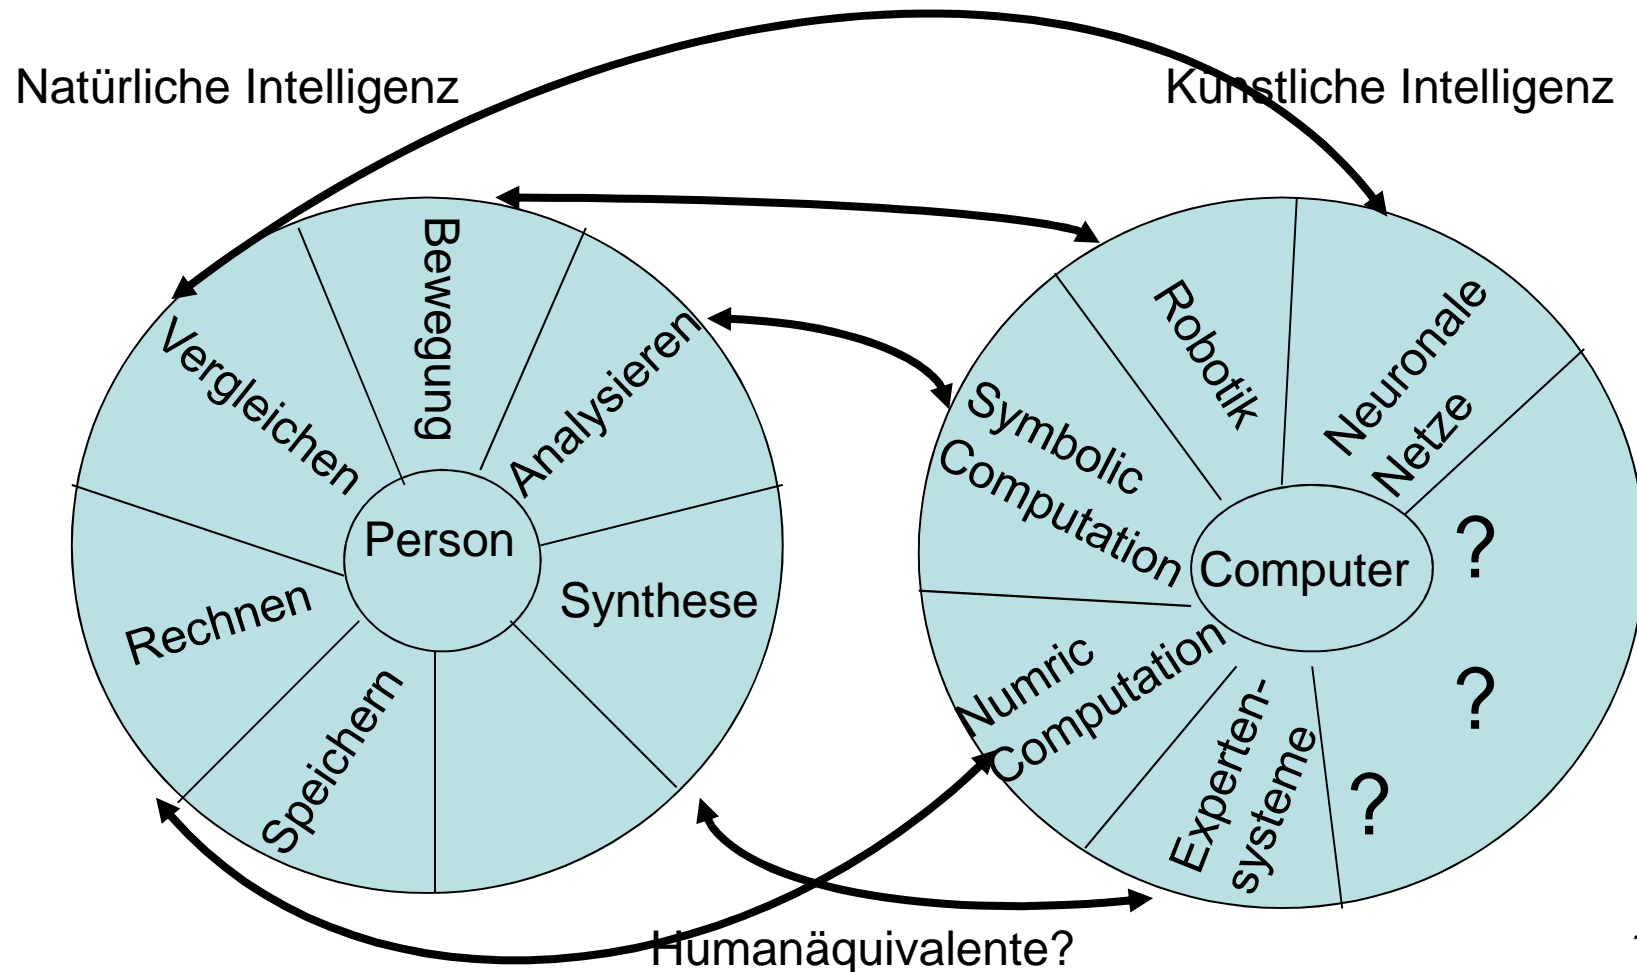 Natürliche Intelligenz
Künstliche Intelligenz
Bewegung
Vergleichen
Analysieren
Person
Rechnen
Synthese
Speichern
Robotik
Neuronale
Netze
Symbolic
Computation
Computer
?
Numric
Computation
?
Experten-
systeme
?
Humanäquivalente?